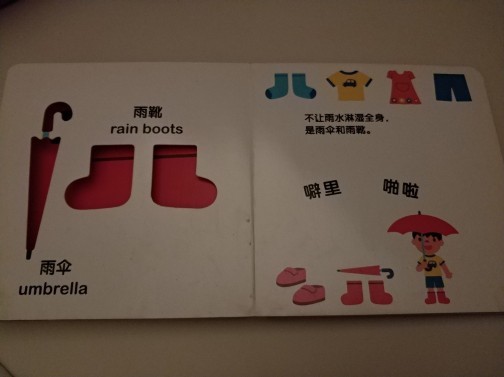 雨靴
rain boots
雨伞
umbrella
不让雨水淋湿全身，
是雨伞和雨靴。
噼里 啪啦